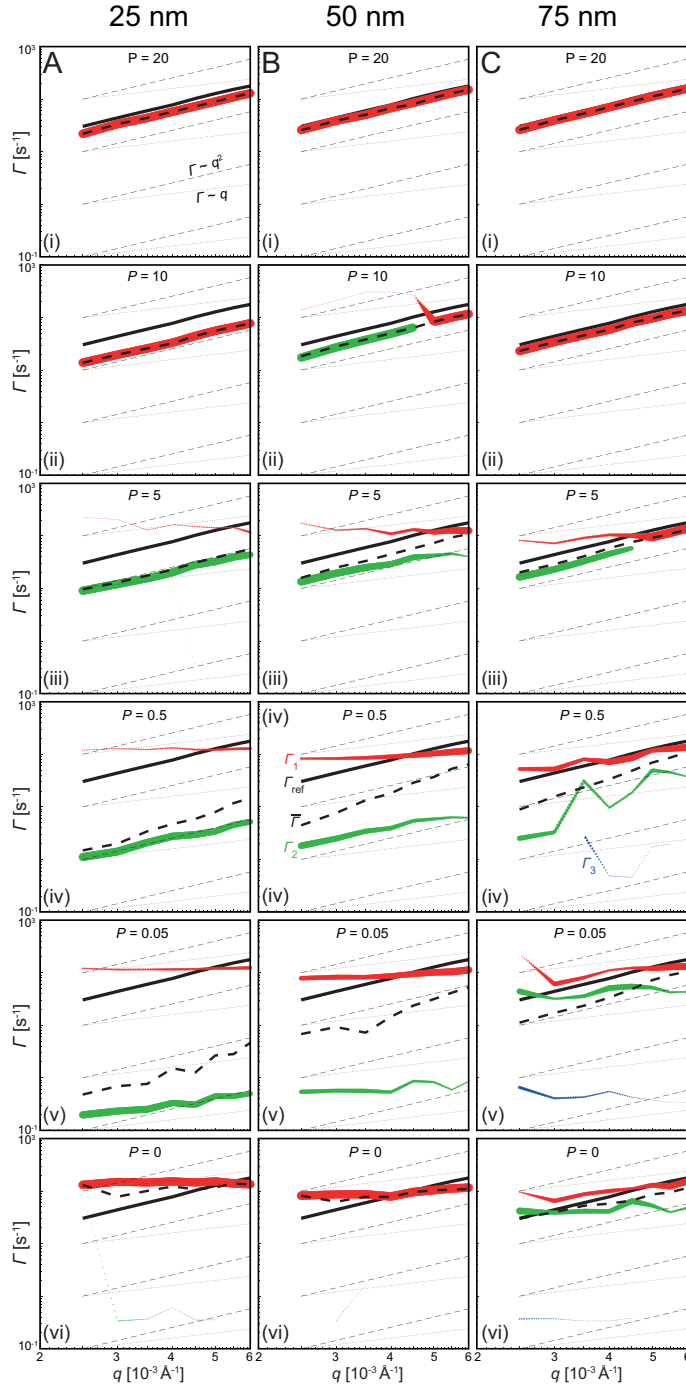 25 nm 50 nm 75 nm
A B C
10³
P = 20 P = 20 P = 20
Γ [s⁻¹]
Γ ~ q²
Γ ~ q
(i) (i) (i)
10⁻¹
10³
P = 10 P = 10 P = 10
Γ [s⁻¹]
(ii) (ii) (ii)
10⁻¹
10³
P = 5 P = 5 P = 5
Γ [s⁻¹]
(iii) (iii) (iii)
10⁻¹
10³
(iv)
P = 0.5 P = 0.5 P = 0.5
Γ₁
Γref
Γ [s⁻¹]
Γ̅
Γ₂
Γ₃
(iv) (iv) (iv)
10⁻¹
10³
P = 0.05 P = 0.05 P = 0.05
Γ [s⁻¹]
(v) (v) (v)
10⁻¹
10³
P = 0 P = 0 P = 0
Γ [s⁻¹]
(vi) (vi) (vi)
10⁻¹
2 3 4 5 6 2 3 4 5 6 2 3 4 5 6
q [10⁻³ Å⁻¹] q [10⁻³ Å⁻¹] q [10⁻³ Å⁻¹]